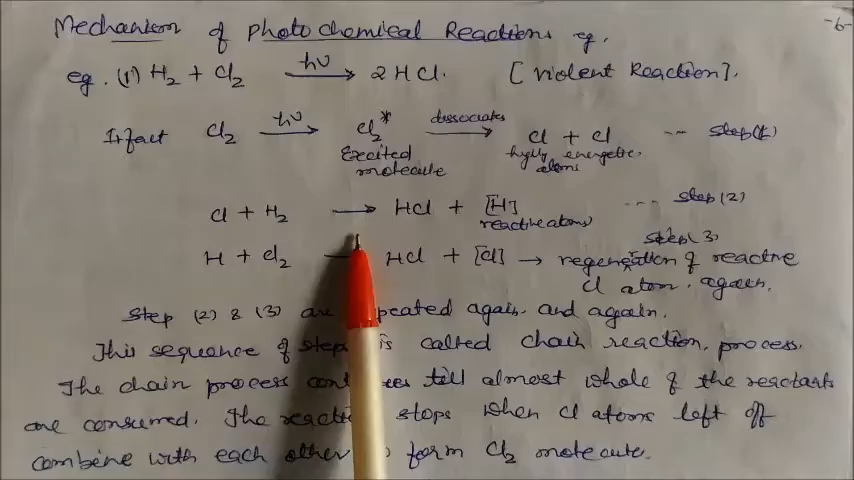 -6-
Mechanism of Photochemical Reactions eg.
eg. (1) H₂ + Cl₂ —hν→ 2HCl. [Violent Reaction].
Infact Cl₂ —hν→ Cl₂* —dissociates→ Cl + Cl --- Step(1)
Excited molecule highly energetic atoms
Cl + H₂ → HCl + [H] --- step(2)
reactive atoms
Step(3)
H + Cl₂ → HCl + [Cl] → regeneration of reactive
Cl atom again.
Step (2) & (3) are repeated again and again.
This sequence of steps is called chain reaction process.
The chain process till almost whole of the reactants
are consumed. The reaction stops when Cl atoms left off
combine with each other form Cl₂ molecule.